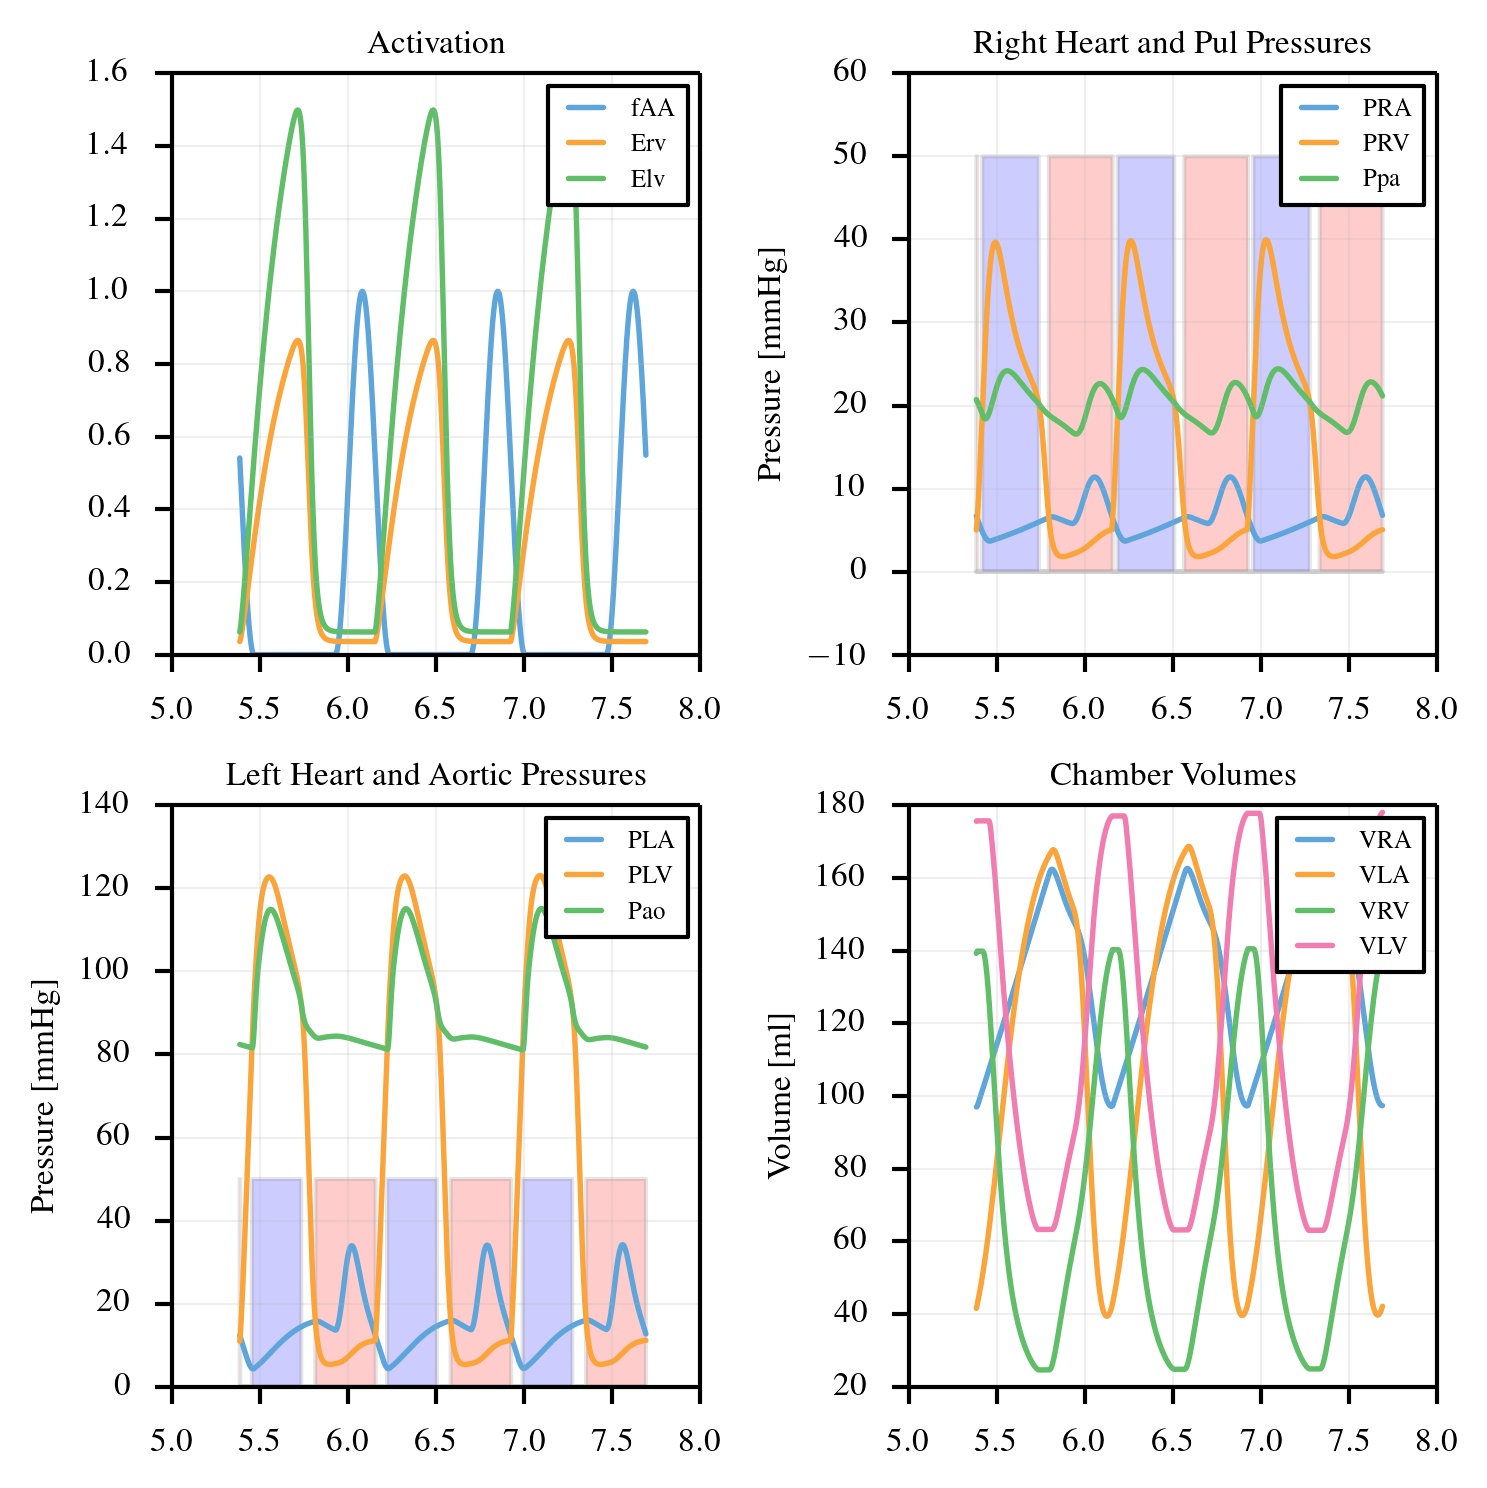 Activation
1.6
1.4
1.2
1.0
0.8
0.6
0.4
0.2
0.0
5.0 5.5 6.0 6.5 7.0 7.5 8.0
fAA
Erv
Elv
Right Heart and Pul Pressures
Pressure [mmHg]
60
50
40
30
20
10
0
−10
5.0 5.5 6.0 6.5 7.0 7.5 8.0
PRA
PRV
Ppa
Left Heart and Aortic Pressures
Pressure [mmHg]
140
120
100
80
60
40
20
0
5.0 5.5 6.0 6.5 7.0 7.5 8.0
PLA
PLV
Pao
Chamber Volumes
Volume [ml]
180
160
140
120
100
80
60
40
20
5.0 5.5 6.0 6.5 7.0 7.5 8.0
VRA
VLA
VRV
VLV